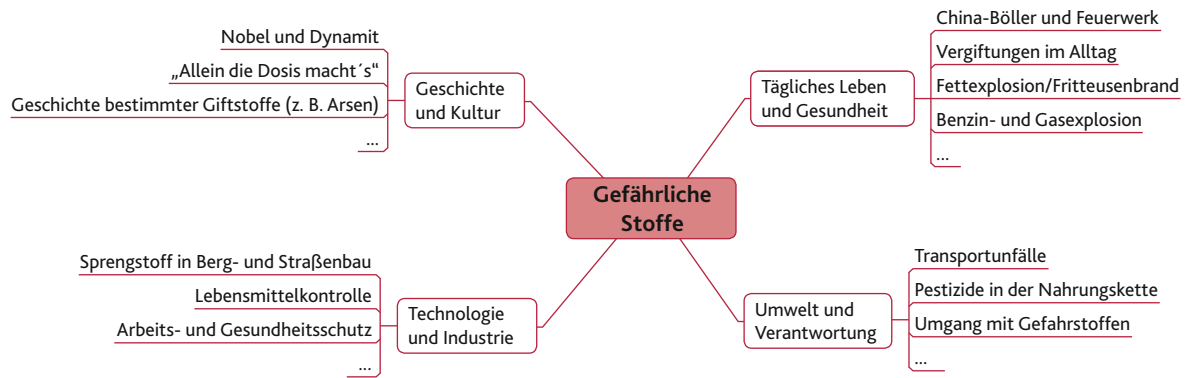 Nobel und Dynamit
„Allein die Dosis macht´s“
Geschichte bestimmter Giftstoffe (z. B. Arsen)
...
Geschichte
und Kultur
China-Böller und Feuerwerk
Vergiftungen im Alltag
Fettexplosion/Fritteusenbrand
Benzin- und Gasexplosion
...
Tägliches Leben
und Gesundheit
Gefährliche
Stoffe
Sprengstoff in Berg- und Straßenbau
Lebensmittelkontrolle
Arbeits- und Gesundheitsschutz
...
Technologie
und Industrie
Transportunfälle
Pestizide in der Nahrungskette
Umgang mit Gefahrstoffen
...
Umwelt und
Verantwortung